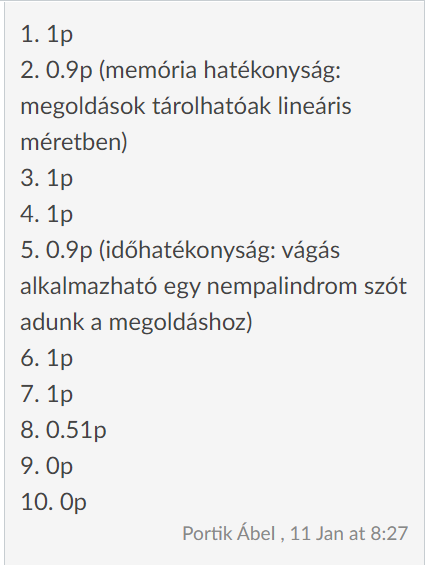 1. 1p
2. 0.9p (memória hatékonyság:
megoldások tárolhatóak lineáris
méretben)
3. 1p
4. 1p
5. 0.9p (időhatékonyság: vágás
alkalmazható egy nempalindrom szót
adunk a megoldáshoz)
6. 1p
7. 1p
8. 0.51p
9. 0p
10. 0p
Portik Ábel , 11 Jan at 8:27